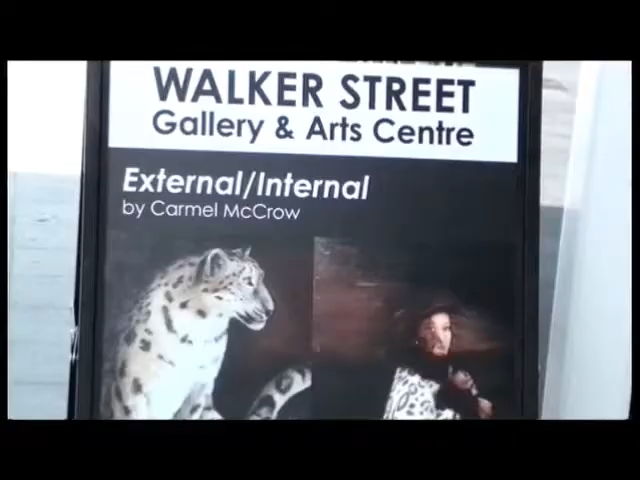 WALKER STREET
Gallery & Arts Centre
External/Internal
by Carmel McCrow